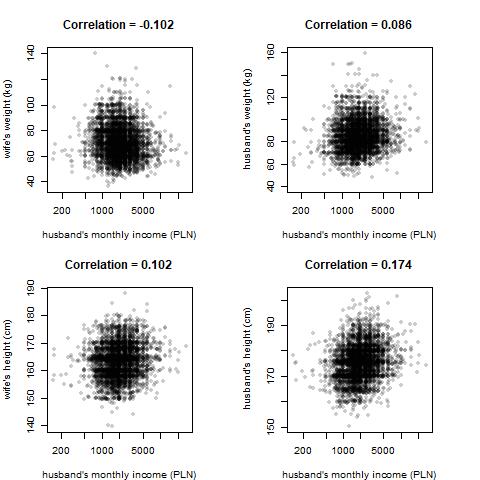 Correlation = -0.102
wife's weight (kg)
140
100
80
60
40
200 1000 5000
husband's monthly income (PLN)
Correlation = 0.086
husband's weight (kg)
160
120
80
60
40
200 1000 5000
husband's monthly income (PLN)
Correlation = 0.102
wife's height (cm)
190
180
170
160
150
140
200 1000 5000
husband's monthly income (PLN)
Correlation = 0.174
husband's height (cm)
190
170
150
200 1000 5000
husband's monthly income (PLN)